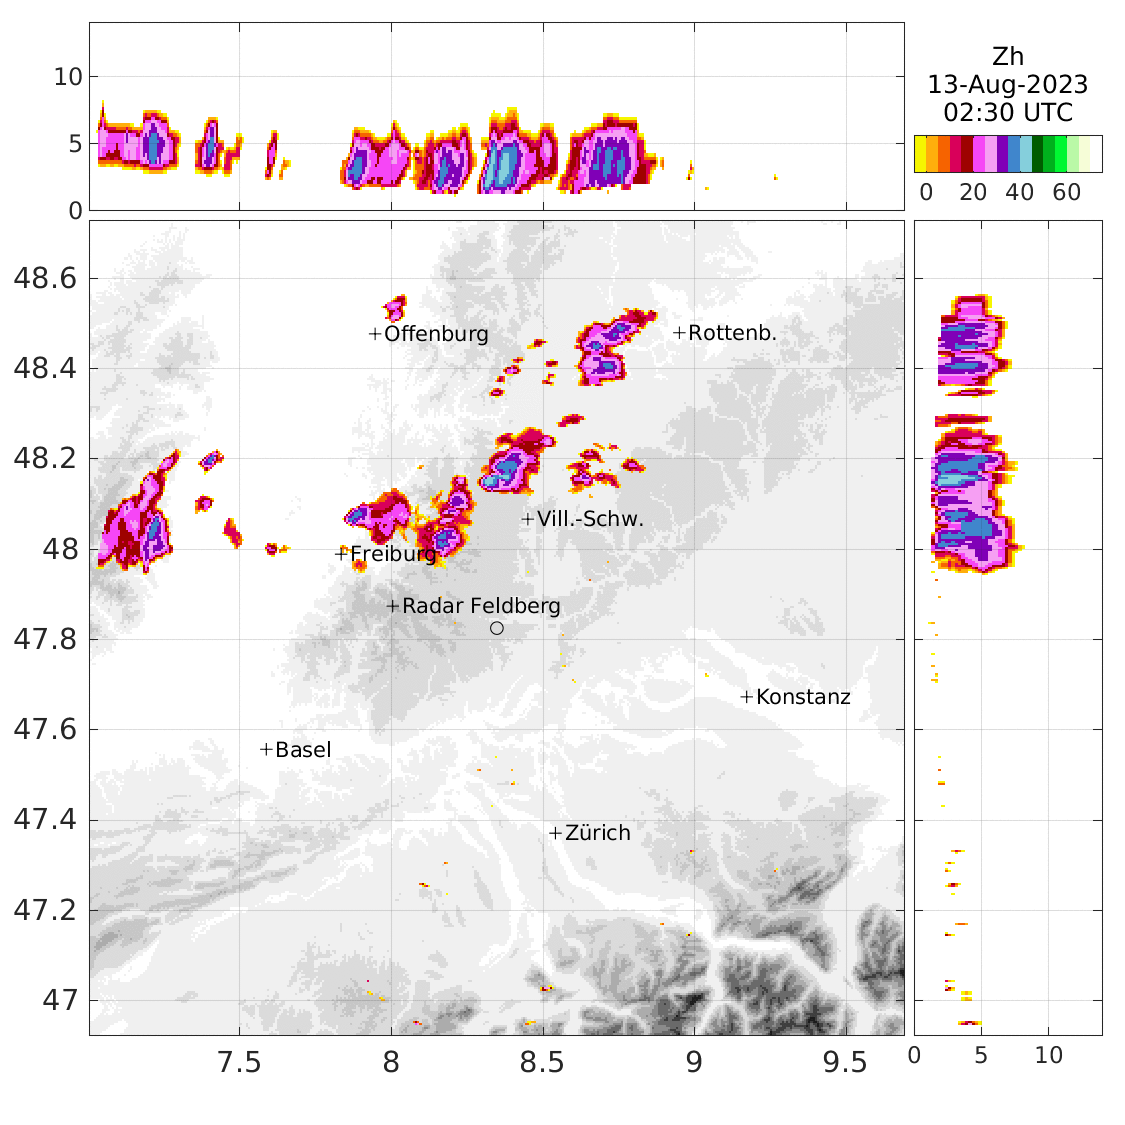 10
5
0
Zh
13-Aug-2023
02:30 UTC
0 20 40 60
48.6
48.4
48.2
48
47.8
47.6
47.4
47.2
47
+Offenburg
+Rottenb.
+Vill.-Schw.
+Freiburg
+Radar Feldberg
+Konstanz
+Basel
+Zürich
7.5 8 8.5 9 9.5
0 5 10